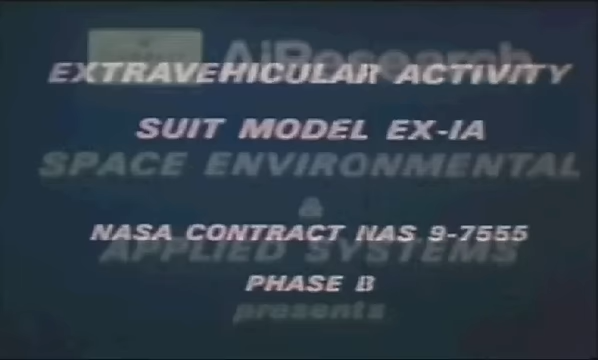 AiResearch
EXTRAVEHICULAR ACTIVITY
SUIT MODEL EX-IA
SPACE ENVIRONMENTAL
&
NASA CONTRACT NAS 9-7555
APPLIED SYSTEMS
PHASE B
presents